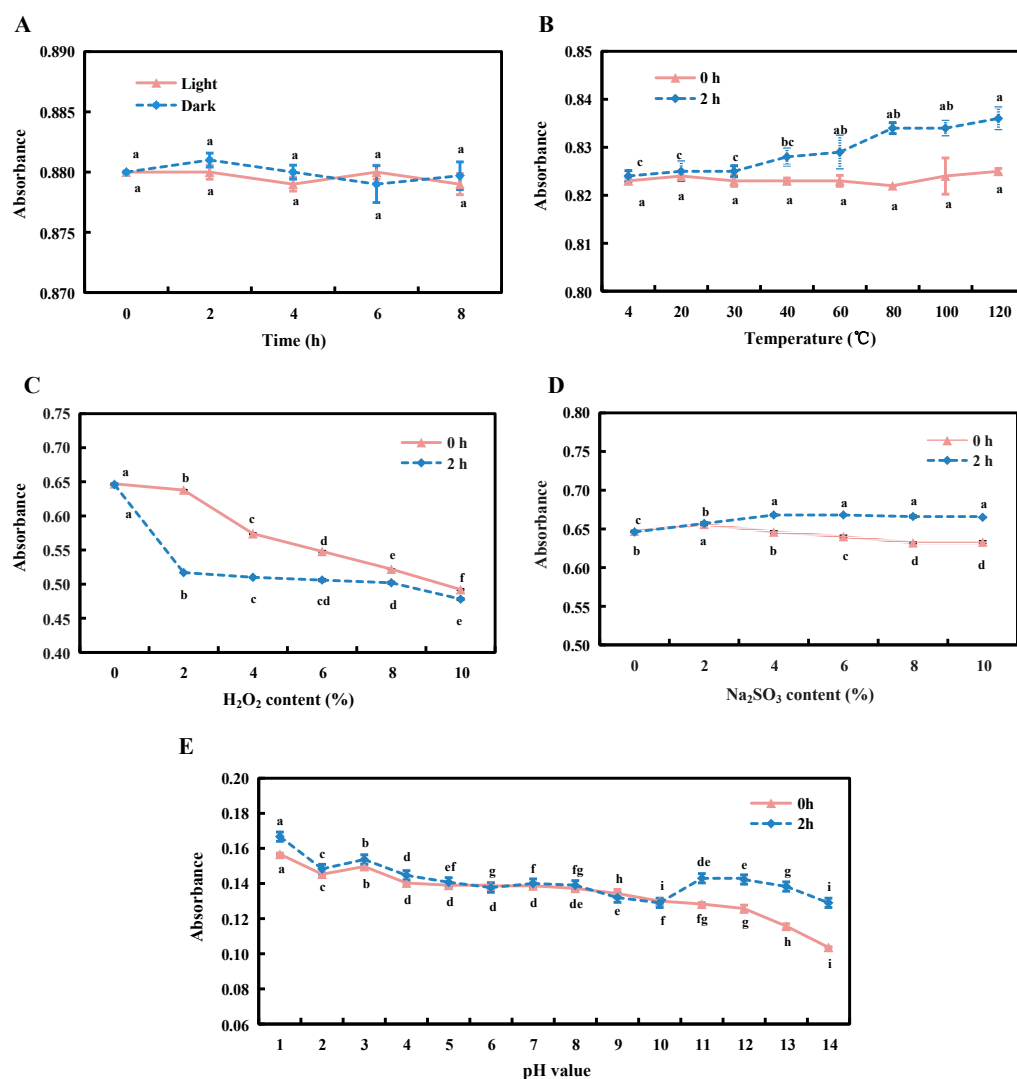 A
0.890
0.885
0.880
0.875
0.870
Absorbance
Light
Dark
a a a a a
a a a a a
0 2 4 6 8
Time (h)
B
0.85
0.84
0.83
0.82
0.81
0.80
Absorbance
0 h
2 h
c c c bc ab ab ab a
a a a a a a a a
4 20 30 40 60 80 100 120
Temperature (℃)
C
0.75
0.70
0.65
0.60
0.55
0.50
0.45
0.40
Absorbance
0 h
2 h
a b c d e f
a b c cd d e
0 2 4 6 8 10
H₂O₂ content (%)
D
0.80
0.75
0.70
0.65
0.60
0.55
0.50
Absorbance
0 h
2 h
c b a a a a
b a b c d d
0 2 4 6 8 10
Na₂SO₃ content (%)
E
0.20
0.18
0.16
0.14
0.12
0.10
0.08
0.06
Absorbance
0h
2h
a c b d ef g f fg h i de e g i
a c b d d d d de e f fg g h i
1 2 3 4 5 6 7 8 9 10 11 12 13 14
pH value